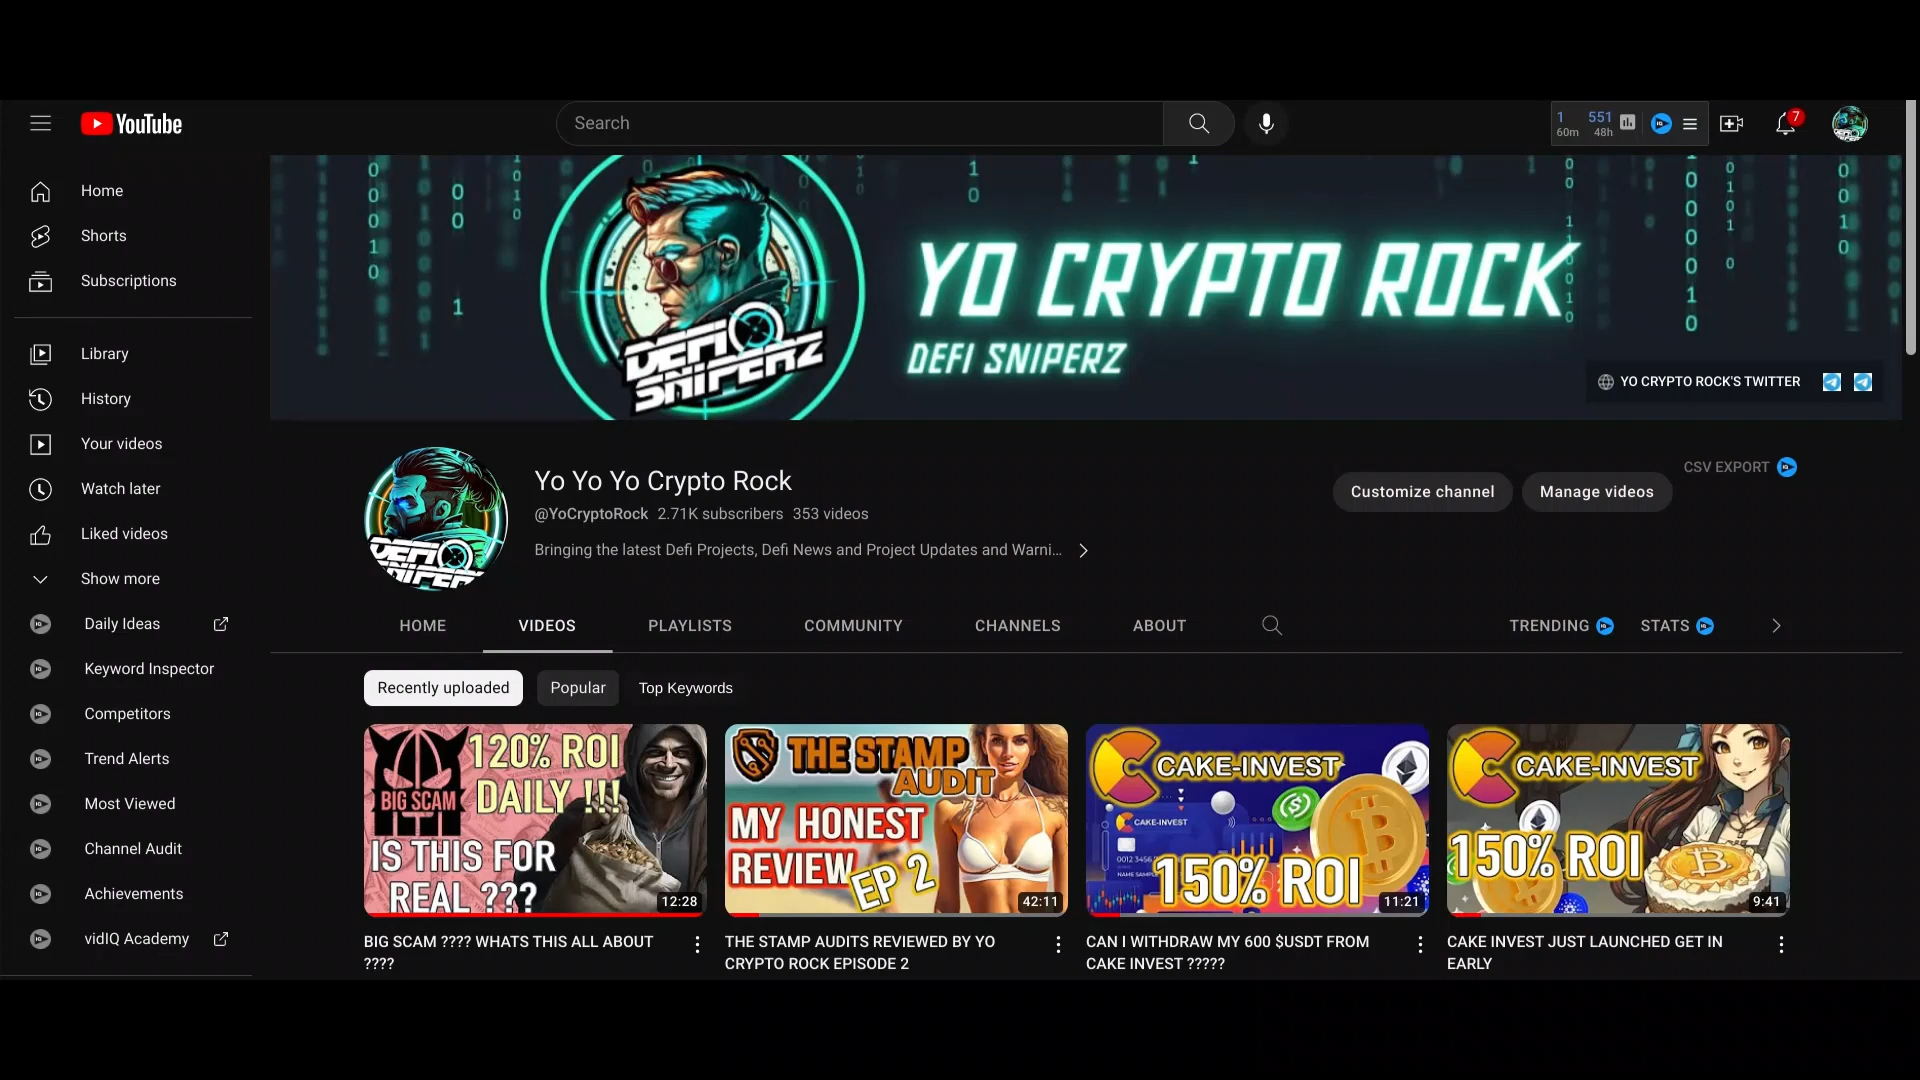 YouTube
Search
1 551
60m 48h
7
Home
Shorts
Subscriptions
Library
History
Your videos
Watch later
Liked videos
Show more
Daily Ideas
Keyword Inspector
Competitors
Trend Alerts
Most Viewed
Channel Audit
Achievements
vidIQ Academy
DEFI
SNIPERZ
YO CRYPTO ROCK
DEFI SNIPERZ
YO CRYPTO ROCK'S TWITTER
DEFI
SNIPERZ
Yo Yo Yo Crypto Rock
@YoCryptoRock 2.71K subscribers 353 videos
Bringing the latest Defi Projects, Defi News and Project Updates and Warni...
Customize channel
Manage videos
CSV EXPORT
HOME
VIDEOS
PLAYLISTS
COMMUNITY
CHANNELS
ABOUT
TRENDING
STATS
Recently uploaded
Popular
Top Keywords
BIG SCAM
120% ROI
DAILY !!!
IS THIS FOR
REAL ???
12:28
BIG SCAM ???? WHATS THIS ALL ABOUT
????
THE STAMP
AUDIT
MY HONEST
REVIEW
EP 2
42:11
THE STAMP AUDITS REVIEWED BY YO
CRYPTO ROCK EPISODE 2
CAKE-INVEST
CAKE-INVEST
150% ROI
11:21
CAN I WITHDRAW MY 600 $USDT FROM
CAKE INVEST ?????
CAKE-INVEST
150% ROI
9:41
CAKE INVEST JUST LAUNCHED GET IN
EARLY